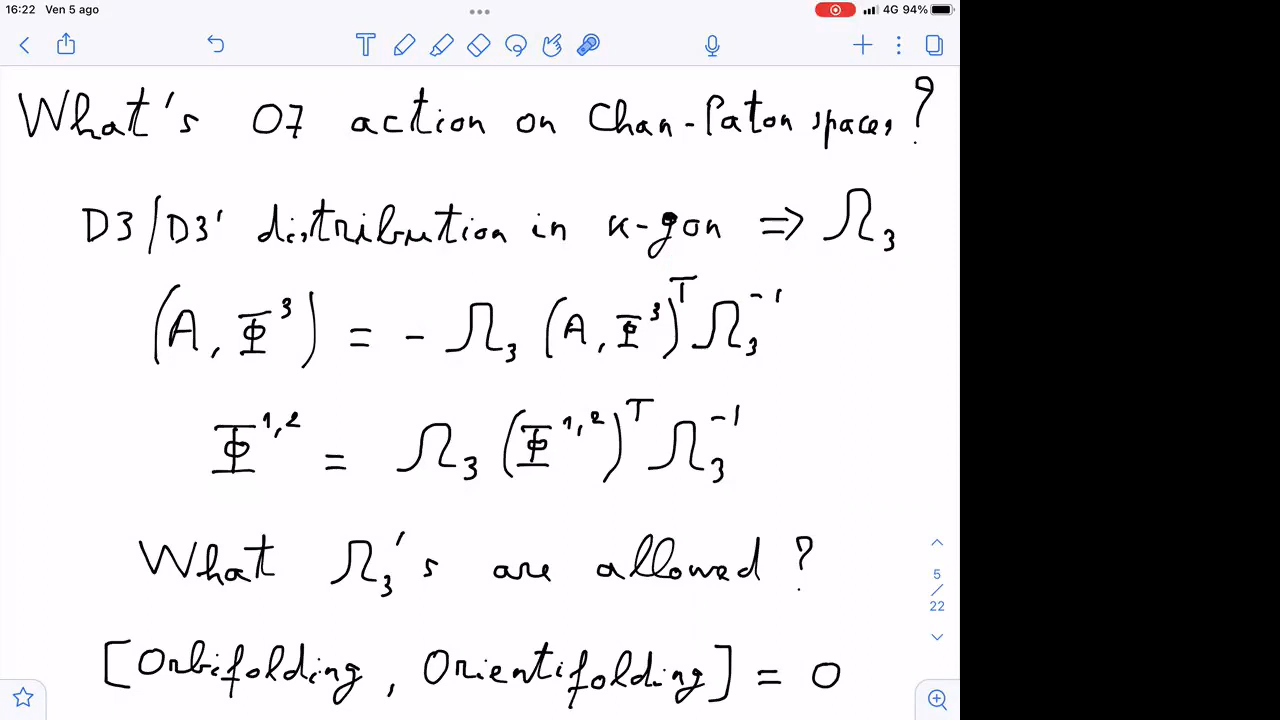 16:22 Ven 5 ago 4G 94%
What's O7 action on Chan-Paton spaces?
D3/D3' distribution in k-gon => Ω₃
(A, Φ³) = - Ω₃ (A, Φ³)ᵀ Ω₃⁻¹
Φ¹,² = Ω₃ (Φ¹,²)ᵀ Ω₃⁻¹
What Ω₃'s are allowed?
5
/
22
[Orbifolding, Orientifolding] = 0